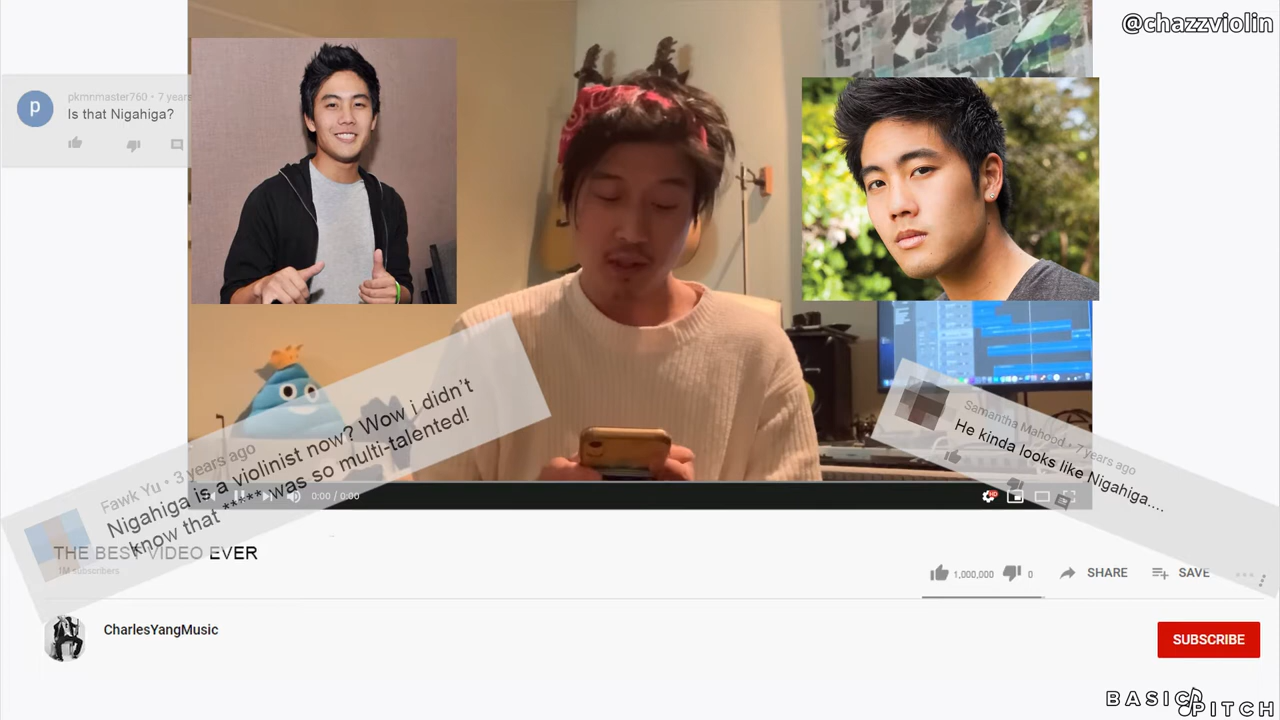 @chazzviolin
p
pkmnmaster760 • 7 years
Is that Nigahiga?
Fawk Yu • 3 years ago
Nigahiga is a violinist now? Wow i didn't
know that ***** was so multi-talented!
Samantha Mahood • 7 years ago
He kinda looks like Nigahiga....
0:00 / 0:00
HD
THE BEST VIDEO EVER
1M subscribers
1,000,000
0
SHARE
SAVE
CharlesYangMusic
SUBSCRIBE
BASIC
PITCH